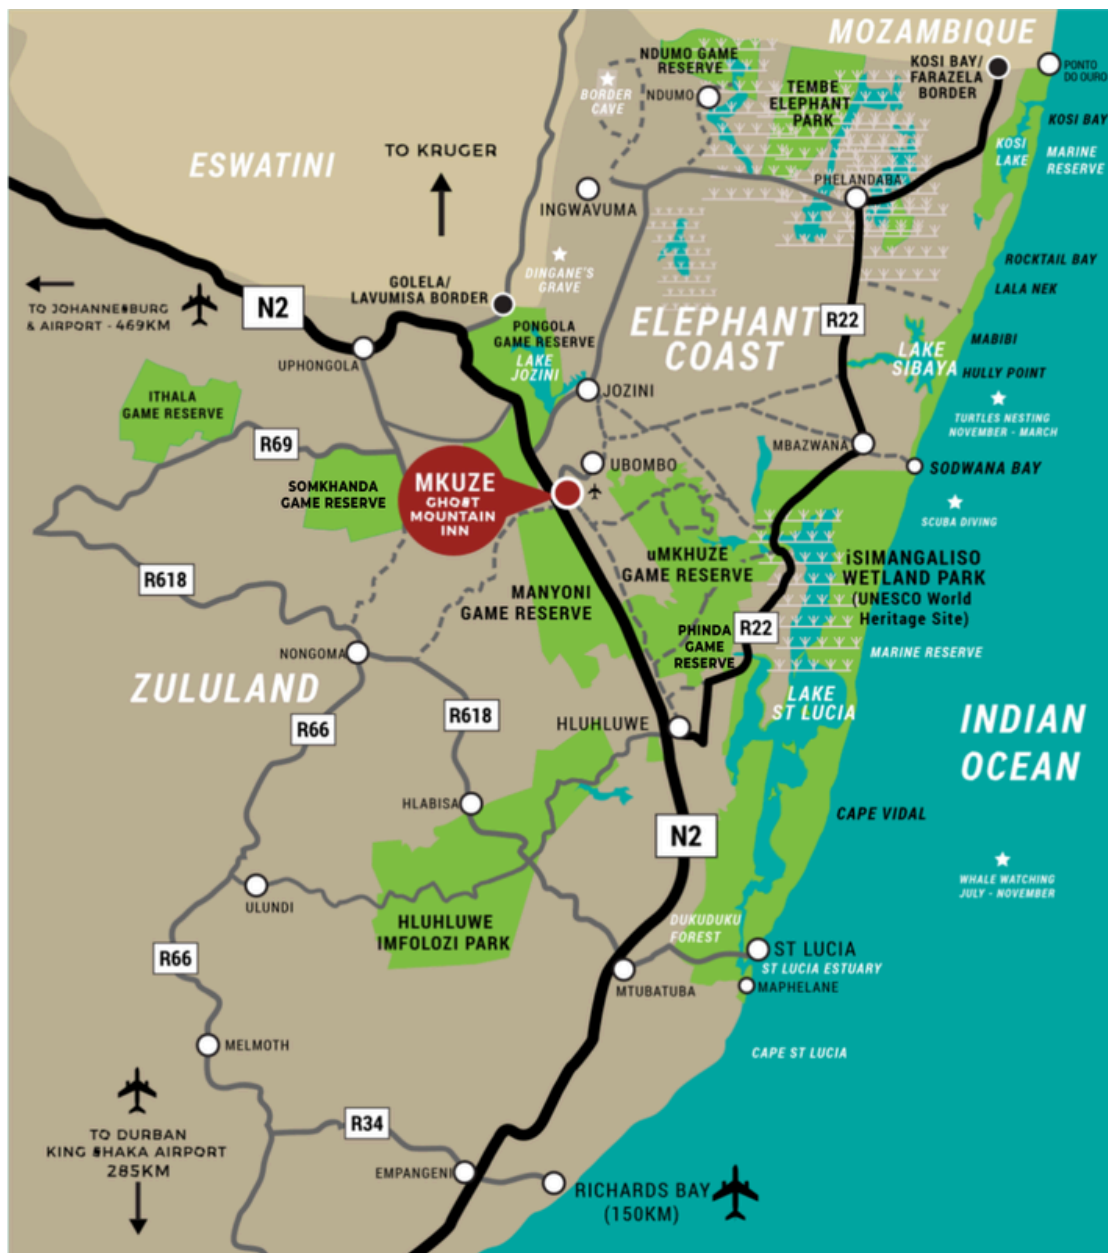 MOZAMBIQUE
NDUMO GAME
RESERVE
KOSI BAY/
FARAZELA
BORDER
PONTO
DO OURO
BORDER
CAVE
NDUMO
TEMBE
ELEPHANT
PARK
KOSI BAY
KOSI
LAKE
MARINE
RESERVE
ESWATINI
TO KRUGER
INGWAVUMA
PHELANDABA
DINGANE'S
GRAVE
ROCKTAIL BAY
GOLELA/
LAVUMISA BORDER
LALA NEK
TO JOHANNESBURG
& AIRPORT - 469KM
N2
PONGOLA
GAME RESERVE
LAKE
JOZINI
ELEPHANT
COAST
R22
LAKE
SIBAYA
MABIBI
UPHONGOLA
HULLY POINT
ITHALA
GAME RESERVE
JOZINI
TURTLES NESTING
NOVEMBER - MARCH
R69
MBAZWANA
UBOMBO
SODWANA BAY
SOMKHANDA
GAME RESERVE
MKUZE
GHOST
MOUNTAIN
INN
SCUBA DIVING
uMKHUZE
GAME RESERVE
iSIMANGALISO
WETLAND PARK
(UNESCO World
Heritage Site)
R618
MANYONI
GAME RESERVE
PHINDA
GAME
RESERVE
R22
MARINE RESERVE
NONGOMA
ZULULAND
LAKE
ST LUCIA
R66
R618
HLUHLUWE
INDIAN
OCEAN
HLABISA
CAPE VIDAL
N2
WHALE WATCHING
JULY - NOVEMBER
ULUNDI
HLUHLUWE
IMFOLOZI PARK
DUKUDUKU
FOREST
R66
ST LUCIA
ST LUCIA ESTUARY
MTUBATUBA
MAPHELANE
MELMOTH
CAPE ST LUCIA
R34
TO DURBAN
KING SHAKA AIRPORT
285KM
EMPANGENI
RICHARDS BAY
(150KM)